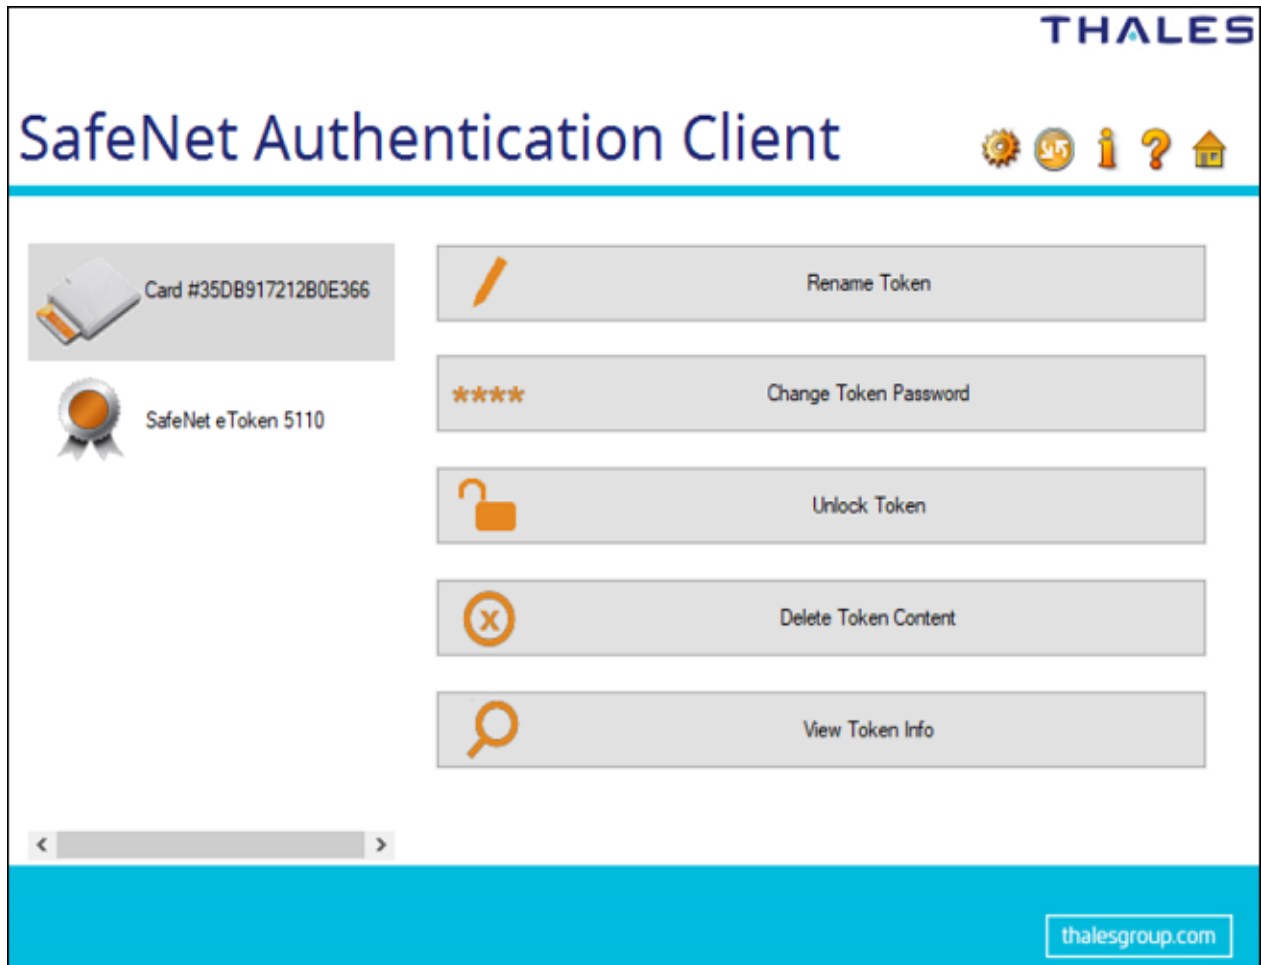 THALES
SafeNet Authentication Client
Card #35DB917212B0E366
SafeNet eToken 5110
Rename Token
**** Change Token Password
Unlock Token
Delete Token Content
View Token Info
thalesgroup.com